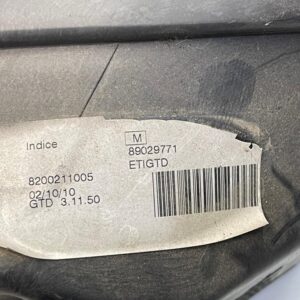 Indice
M
89029771
ETIGTD
8200211005
02/10/10
GTD 3.11.50